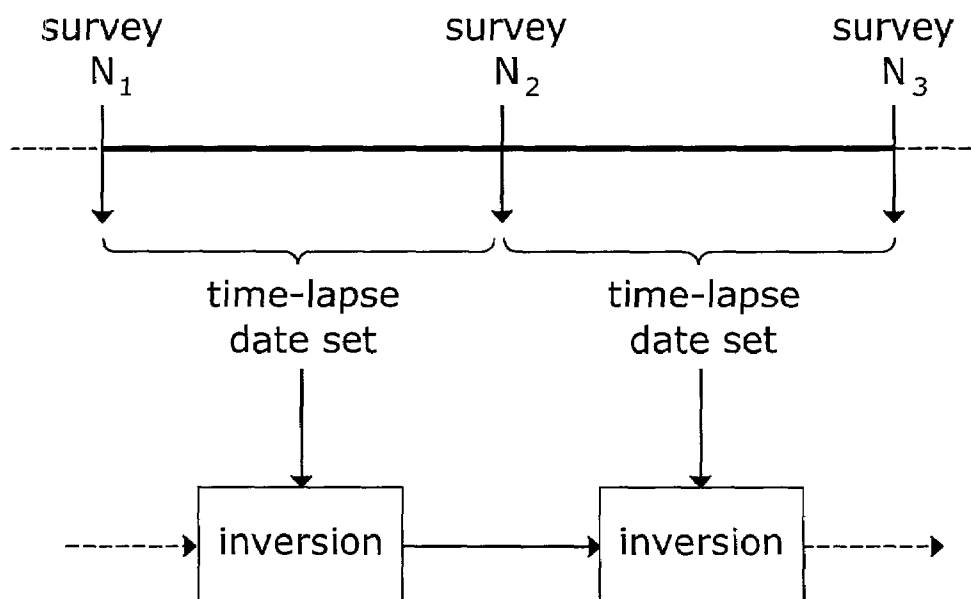 survey
N1
survey
N2
survey
N3
time-lapse
date set
time-lapse
date set
inversion
inversion